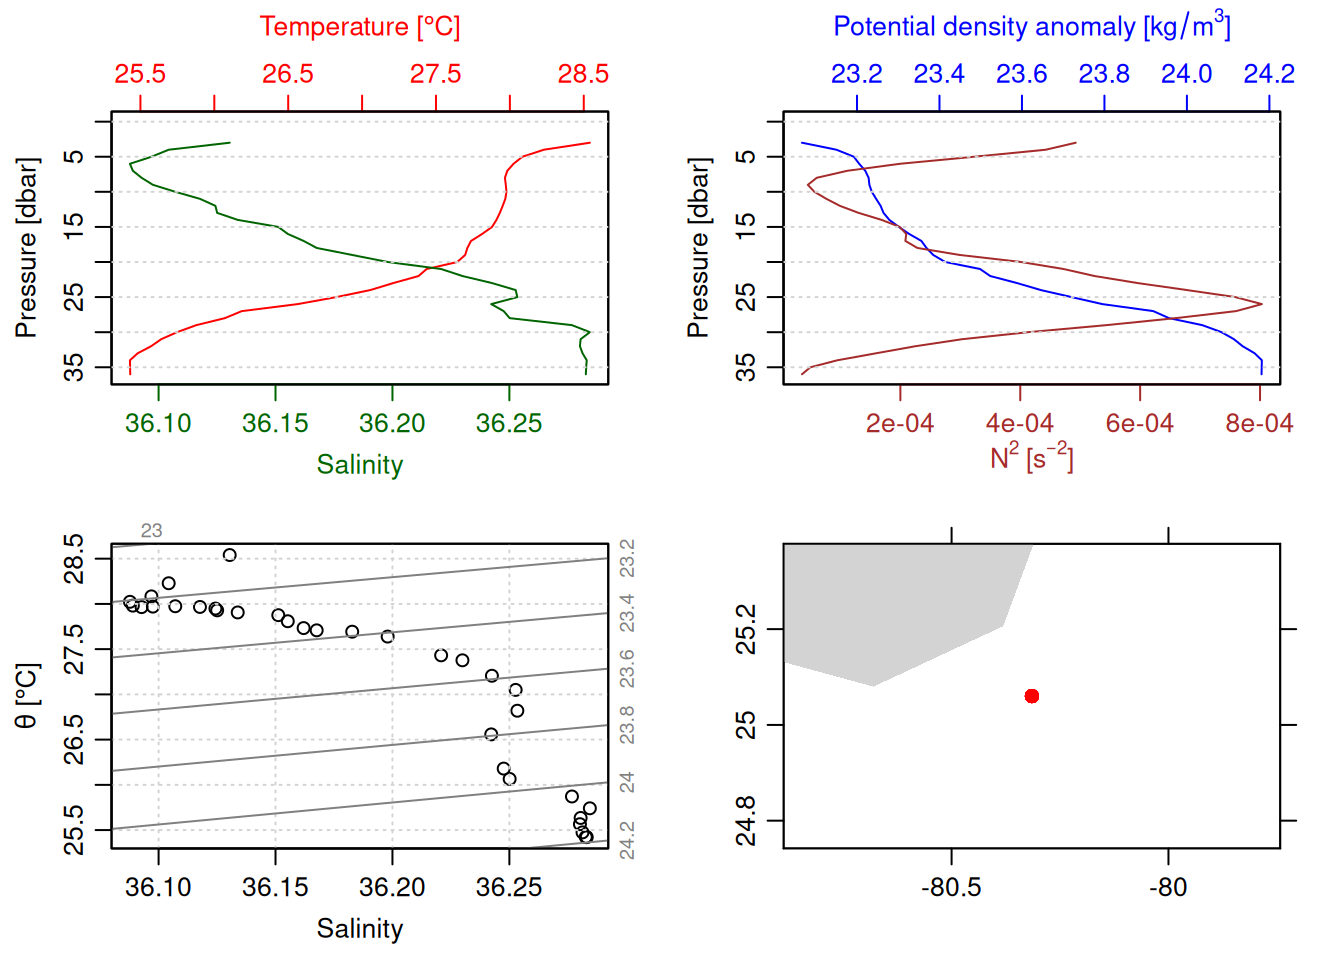 Temperature [°C]
25.5 26.5 27.5 28.5
Pressure [dbar]
5
15
25
35
36.10 36.15 36.20 36.25
Salinity
Potential density anomaly [kg/m³]
23.2 23.4 23.6 23.8 24.0 24.2
Pressure [dbar]
5
15
25
35
2e-04 4e-04 6e-04 8e-04
N² [s⁻²]
23
θ [°C]
28.5
27.5
26.5
25.5
23.2
23.4
23.6
23.8
24
24.2
36.10 36.15 36.20 36.25
Salinity
25.2
25
24.8
-80.5 -80